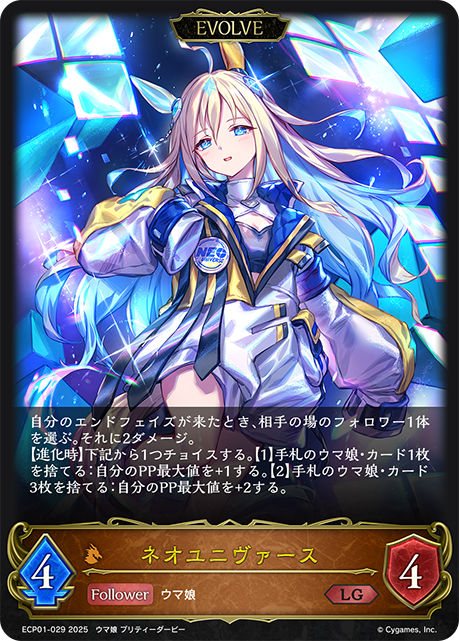 EVOLVE
NEO
UNIVERSE
自分のエンドフェイズが来たとき、相手の場のフォロワー1体
を選ぶ。それに2ダメージ。
【進化時】下記から1つチョイスする。【1】手札のウマ娘・カード1枚
を捨てる：自分のPP最大値を+1する。【2】手札のウマ娘・カード
3枚を捨てる：自分のPP最大値を+2する。
ネオユニヴァース
4
Follower ウマ娘
LG
4
ECP01-029 2025 ウマ娘 プリティーダービー
© Cygames, Inc.